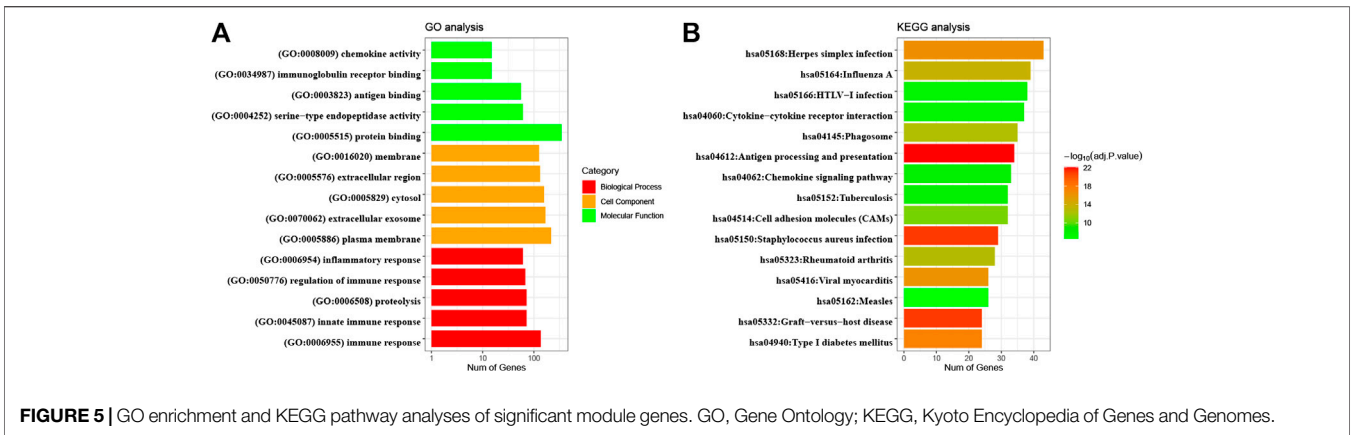 A
GO analysis
(GO:0008009) chemokine activity
(GO:0034987) immunoglobulin receptor binding
(GO:0003823) antigen binding
(GO:0004252) serine−type endopeptidase activity
(GO:0005515) protein binding
(GO:0016020) membrane
(GO:0005576) extracellular region
(GO:0005829) cytosol
(GO:0070062) extracellular exosome
(GO:0005886) plasma membrane
(GO:0006954) inflammatory response
(GO:0050776) regulation of immune response
(GO:0006508) proteolysis
(GO:0045087) innate immune response
(GO:0006955) immune response
1 10 100
Num of Genes
Category
Biological Process
Cell Component
Molecular Function
B
KEGG analysis
hsa05168:Herpes simplex infection
hsa05164:Influenza A
hsa05166:HTLV−I infection
hsa04060:Cytokine−cytokine receptor interaction
hsa04145:Phagosome
hsa04612:Antigen processing and presentation
hsa04062:Chemokine signaling pathway
hsa05152:Tuberculosis
hsa04514:Cell adhesion molecules (CAMs)
hsa05150:Staphylococcus aureus infection
hsa05323:Rheumatoid arthritis
hsa05416:Viral myocarditis
hsa05162:Measles
hsa05332:Graft−versus−host disease
hsa04940:Type I diabetes mellitus
0 10 20 30 40
Num of Genes
−log10(adj.P.value)
22
18
14
10
FIGURE 5 | GO enrichment and KEGG pathway analyses of significant module genes. GO, Gene Ontology; KEGG, Kyoto Encyclopedia of Genes and Genomes.